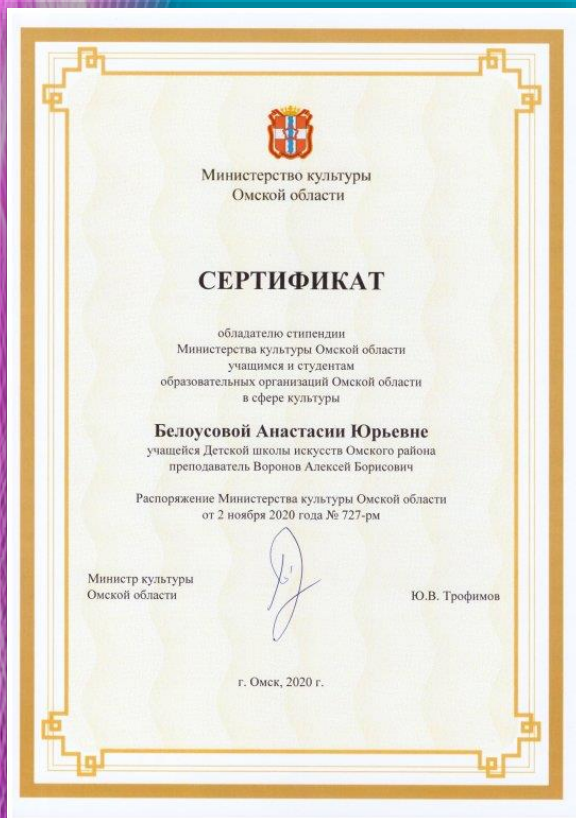 Министерство культуры
Омской области
СЕРТИФИКАТ
обладателю стипендии
Министерства культуры Омской области
учащимся и студентам
образовательных организаций Омской области
в сфере культуры
Белоусовой Анастасии Юрьевне
учащейся Детской школы искусств Омского района
преподаватель Воронов Алексей Борисович
Распоряжение Министерства культуры Омской области
от 2 ноября 2020 года № 727-рм
Министр культуры
Омской области
Ю.В. Трофимов
г. Омск, 2020 г.